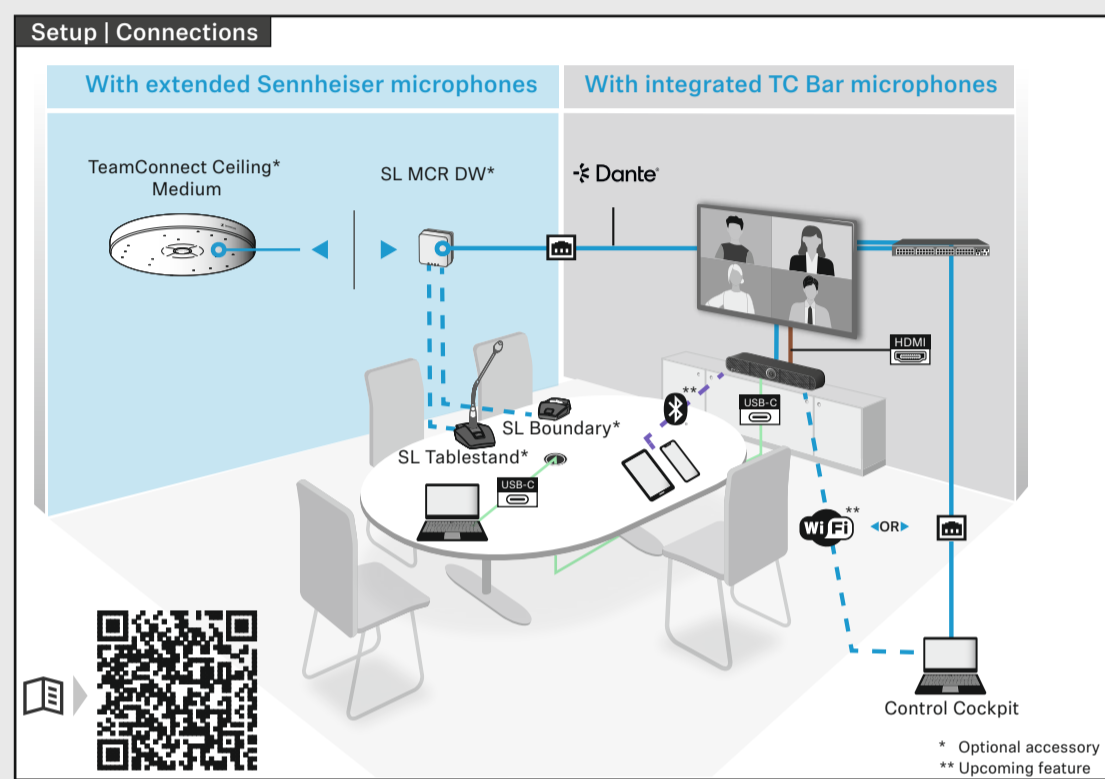 Setup | Connections
With extended Sennheiser microphones
With integrated TC Bar microphones
TeamConnect Ceiling*
Medium
SL MCR DW*
Dante®
HDMI
**
USB-C
SL Boundary*
SL Tablestand*
USB-C
WiFi**
OR
Control Cockpit
* Optional accessory
** Upcoming feature